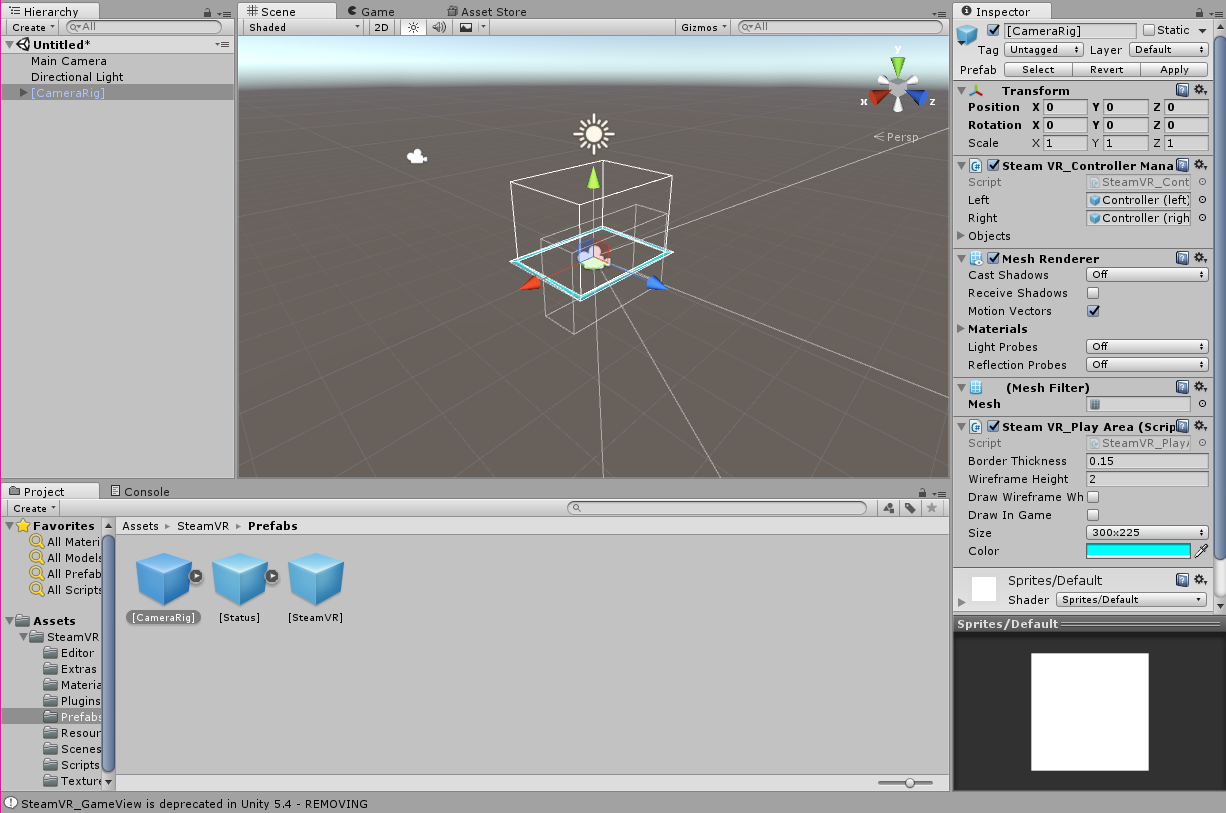 Hierarchy
Create
All
Untitled*
Main Camera
Directional Light
[CameraRig]
Scene
Game
Asset Store
Shaded
2D
Gizmos
All
y
x
z
Persp
Inspector
[CameraRig]
Static
Tag Untagged Layer Default
Prefab Select Revert Apply
Transform
Position X 0 Y 0 Z 0
Rotation X 0 Y 0 Z 0
Scale X 1 Y 1 Z 1
Steam VR_Controller Mana
Script SteamVR_Cont
Left Controller (left)
Right Controller (righ
Objects
Mesh Renderer
Cast Shadows Off
Receive Shadows
Motion Vectors
Materials
Light Probes Off
Reflection Probes Off
(Mesh Filter)
Mesh
Steam VR_Play Area (Scrip
Script SteamVR_PlayA
Border Thickness 0.15
Wireframe Height 2
Draw Wireframe Wh
Draw In Game
Size 300x225
Color
Sprites/Default
Shader Sprites/Default
Sprites/Default
Project
Console
Create
Favorites
All Materi
All Models
All Prefab
All Scripts
Assets
SteamVR
Editor
Extras
Materia
Plugins
Prefabs
Resour
Scenes
Scripts
Texture
Assets SteamVR Prefabs
[CameraRig]
[Status]
[SteamVR]
SteamVR_GameView is deprecated in Unity 5.4 - REMOVING